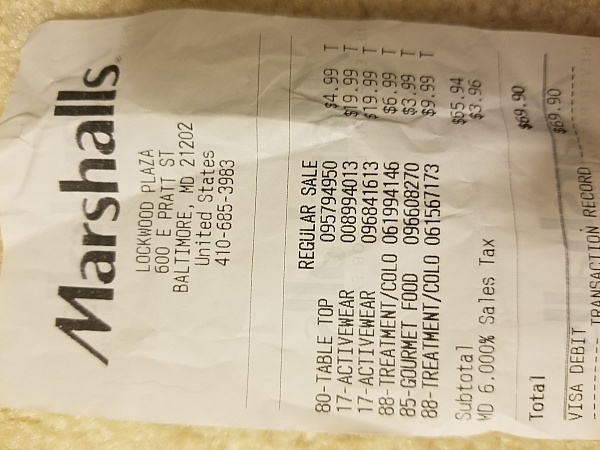 Marshalls
LOCKWOOD PLAZA
600 E PRATT ST
BALTIMORE, MD 21202
United States
410-685-3983
REGULAR SALE
80-TABLE TOP 095794950 $4.99 T
17-ACTIVEWEAR 008994013 $19.99 T
17-ACTIVEWEAR 096841613 $19.99 T
88-TREATMENT/COLO 061994146 $6.99 T
85-GOURMET FOOD 096608270 $3.99 T
88-TREATMENT/COLO 061567173 $9.99 T
Subtotal $65.94
MD 6.000% Sales Tax $3.96
Total $69.90
VISA DEBIT $69.90
---------- TRANSACTION RECORD ----------